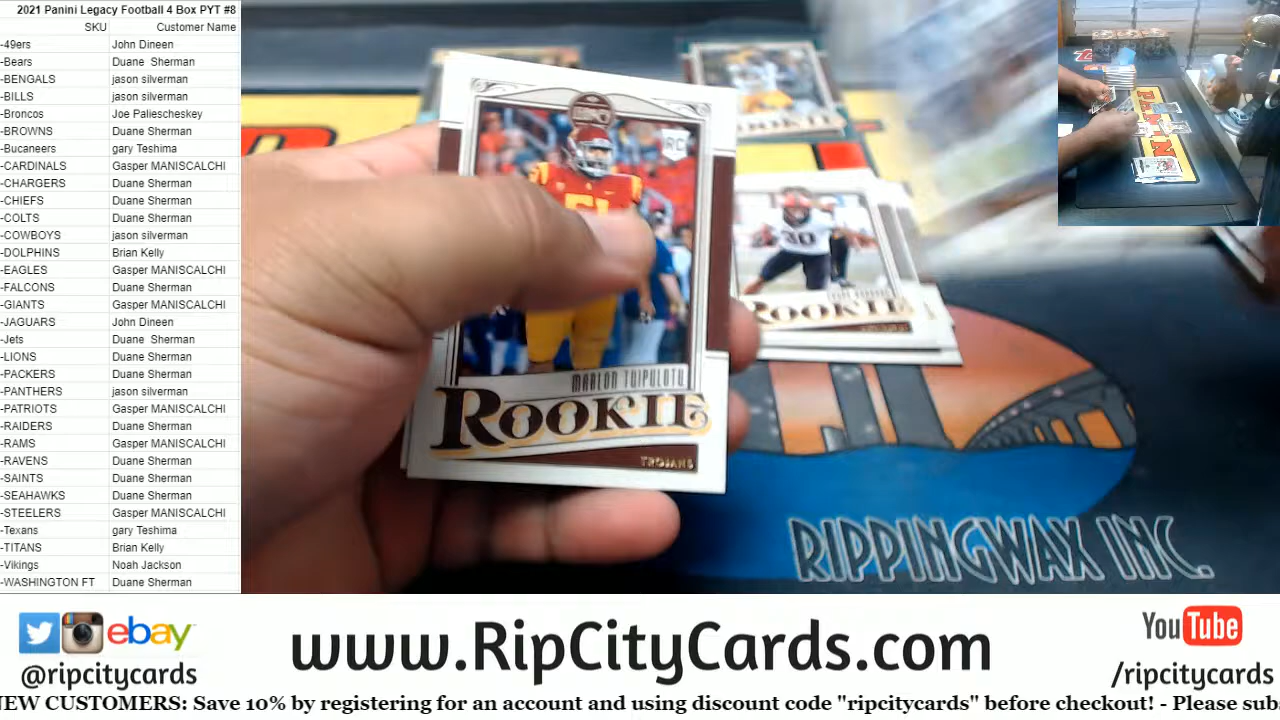 2021 Panini Legacy Football 4 Box PYT #8
SKU Customer Name
-49ers John Dineen
-Bears Duane Sherman
-BENGALS jason silverman
-BILLS jason silverman
-Broncos Joe Paliescheskey
-BROWNS Duane Sherman
-Bucaneers gary Teshima
-CARDINALS Gasper MANISCALCHI
-CHARGERS Duane Sherman
-CHIEFS Duane Sherman
-COLTS Duane Sherman
-COWBOYS jason silverman
-DOLPHINS Brian Kelly
-EAGLES Gasper MANISCALCHI
-FALCONS Duane Sherman
-GIANTS Gasper MANISCALCHI
-JAGUARS John Dineen
-Jets Duane Sherman
-LIONS Duane Sherman
-PACKERS Duane Sherman
-PANTHERS jason silverman
-PATRIOTS Gasper MANISCALCHI
-RAIDERS Duane Sherman
-RAMS Gasper MANISCALCHI
-RAVENS Duane Sherman
-SAINTS Duane Sherman
-SEAHAWKS Duane Sherman
-STEELERS Gasper MANISCALCHI
-Texans gary Teshima
-TITANS Brian Kelly
-Vikings Noah Jackson
-WASHINGTON FT Duane Sherman
RC
MARLON TUIPULOTU
ROOKIE
TROJANS
30
ROOKIE
ROOKIE
PANINI
RIPPINGWAX INC.
ebay
@ripcitycards
www.RipCityCards.com
YouTube
/ripcitycards
NEW CUSTOMERS: Save 10% by registering for an account and using discount code "ripcitycards" before checkout! - Please sub